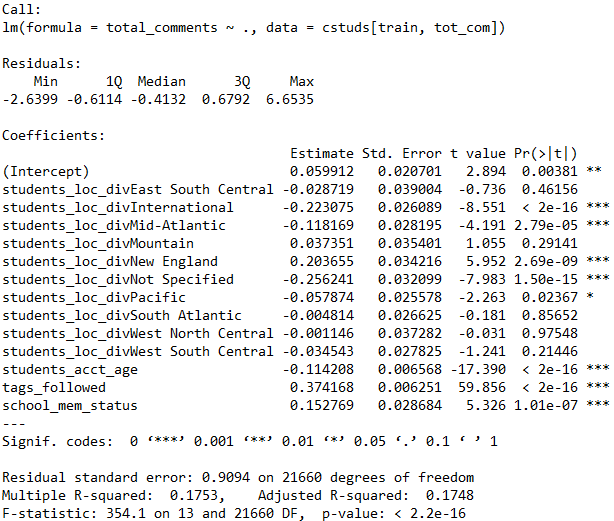 Call:
lm(formula = total_comments ~ ., data = cstuds[train, tot_com])
Residuals:
Min 1Q Median 3Q Max
-2.6399 -0.6114 -0.4132 0.6792 6.6535
Coefficients:
Estimate Std. Error t value Pr(>|t|)
(Intercept) 0.059912 0.020701 2.894 0.00381 **
students_loc_divEast South Central -0.028719 0.039004 -0.736 0.46156
students_loc_divInternational -0.223075 0.026089 -8.551 < 2e-16 ***
students_loc_divMid-Atlantic -0.118169 0.028195 -4.191 2.79e-05 ***
students_loc_divMountain 0.037351 0.035401 1.055 0.29141
students_loc_divNew England 0.203655 0.034216 5.952 2.69e-09 ***
students_loc_divNot Specified -0.256241 0.032099 -7.983 1.50e-15 ***
students_loc_divPacific -0.057874 0.025578 -2.263 0.02367 *
students_loc_divSouth Atlantic -0.004814 0.026625 -0.181 0.85652
students_loc_divWest North Central -0.001146 0.037282 -0.031 0.97548
students_loc_divWest South Central -0.034543 0.027825 -1.241 0.21446
students_acct_age -0.114208 0.006568 -17.390 < 2e-16 ***
tags_followed 0.374168 0.006251 59.856 < 2e-16 ***
school_mem_status 0.152769 0.028684 5.326 1.01e-07 ***
---
Signif. codes: 0 ‘***’ 0.001 ‘**’ 0.01 ‘*’ 0.05 ‘.’ 0.1 ‘ ’ 1
Residual standard error: 0.9094 on 21660 degrees of freedom
Multiple R-squared: 0.1753, Adjusted R-squared: 0.1748
F-statistic: 354.1 on 13 and 21660 DF, p-value: < 2.2e-16